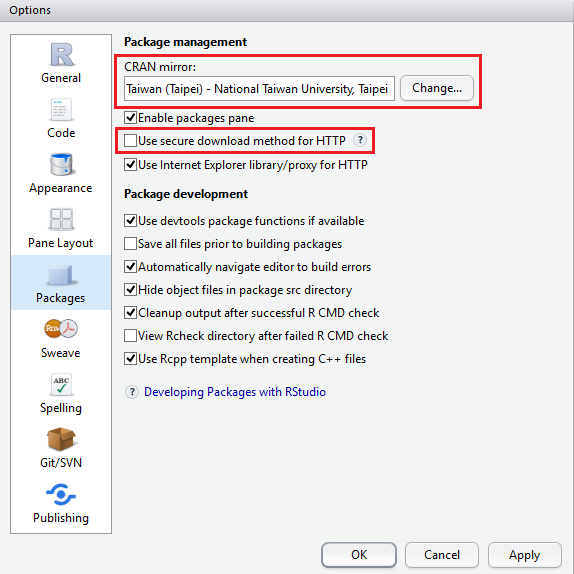 Options
General
Code
Appearance
Pane Layout
Packages
Sweave
ABC
Spelling
Git/SVN
Publishing
Package management
CRAN mirror:
Taiwan (Taipei) - National Taiwan University, Taipei
Change...
Enable packages pane
Use secure download method for HTTP ?
Use Internet Explorer library/proxy for HTTP
Package development
Use devtools package functions if available
Save all files prior to building packages
Automatically navigate editor to build errors
Hide object files in package src directory
Cleanup output after successful R CMD check
View Rcheck directory after failed R CMD check
Use Rcpp template when creating C++ files
? Developing Packages with RStudio
OK
Cancel
Apply